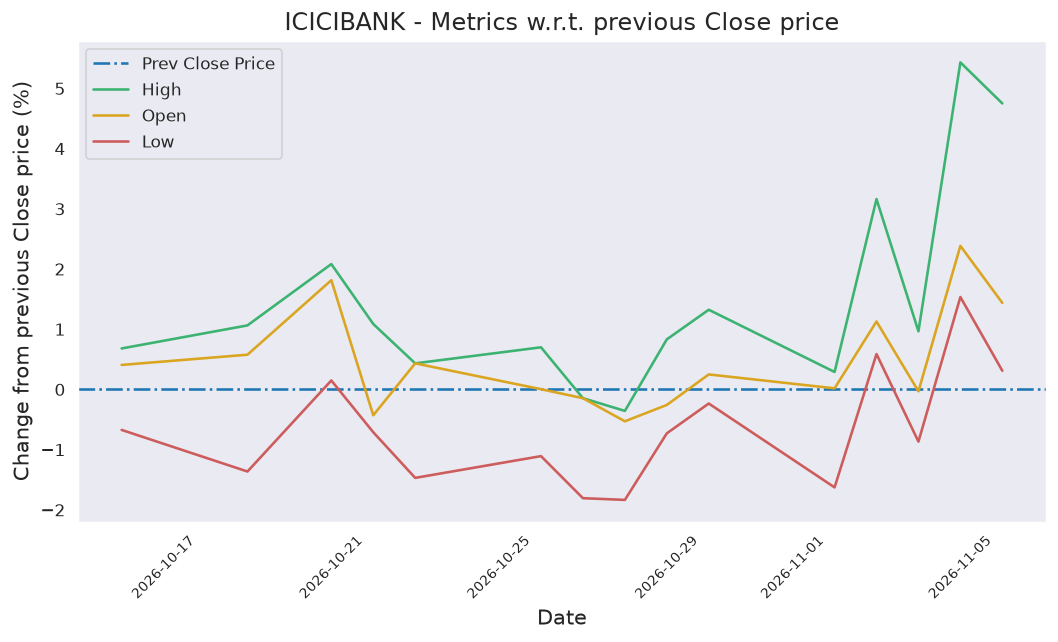 ICICIBANK - Metrics w.r.t. previous Close price
Prev Close Price
High
Open
Low
Change from previous Close price (%)
5
4
3
2
1
0
−1
−2
2026-10-17
2026-10-21
2026-10-25
2026-10-29
2026-11-01
2026-11-05
Date